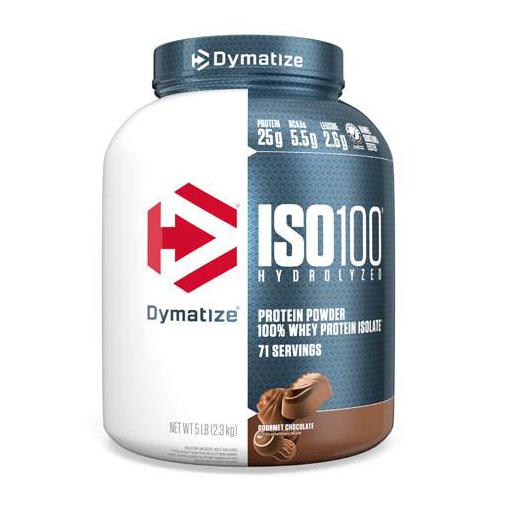 Dymatize
PROTEIN BCAAs LEUCINE
25g 5.5g 2.6g
ISO100®
HYDROLYZED
Dymatize®
PROTEIN POWDER
100% WHEY PROTEIN ISOLATE
71 SERVINGS
GOURMET CHOCOLATE
NET WT 5 LB (2.3 kg)